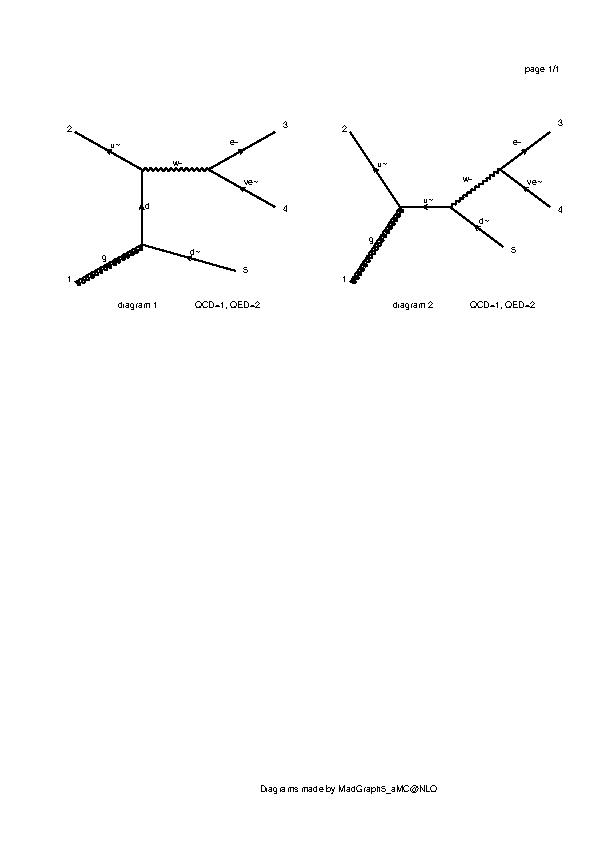 page 1/1
2
u~
w-
e-
3
ve~
4
d
g
1
d~
5
diagram 1 QCD=1, QED=2
2
u~
g
1
u~
w-
e-
3
ve~
4
d~
5
diagram 2 QCD=1, QED=2
Diagrams made by MadGraph5_aMC@NLO